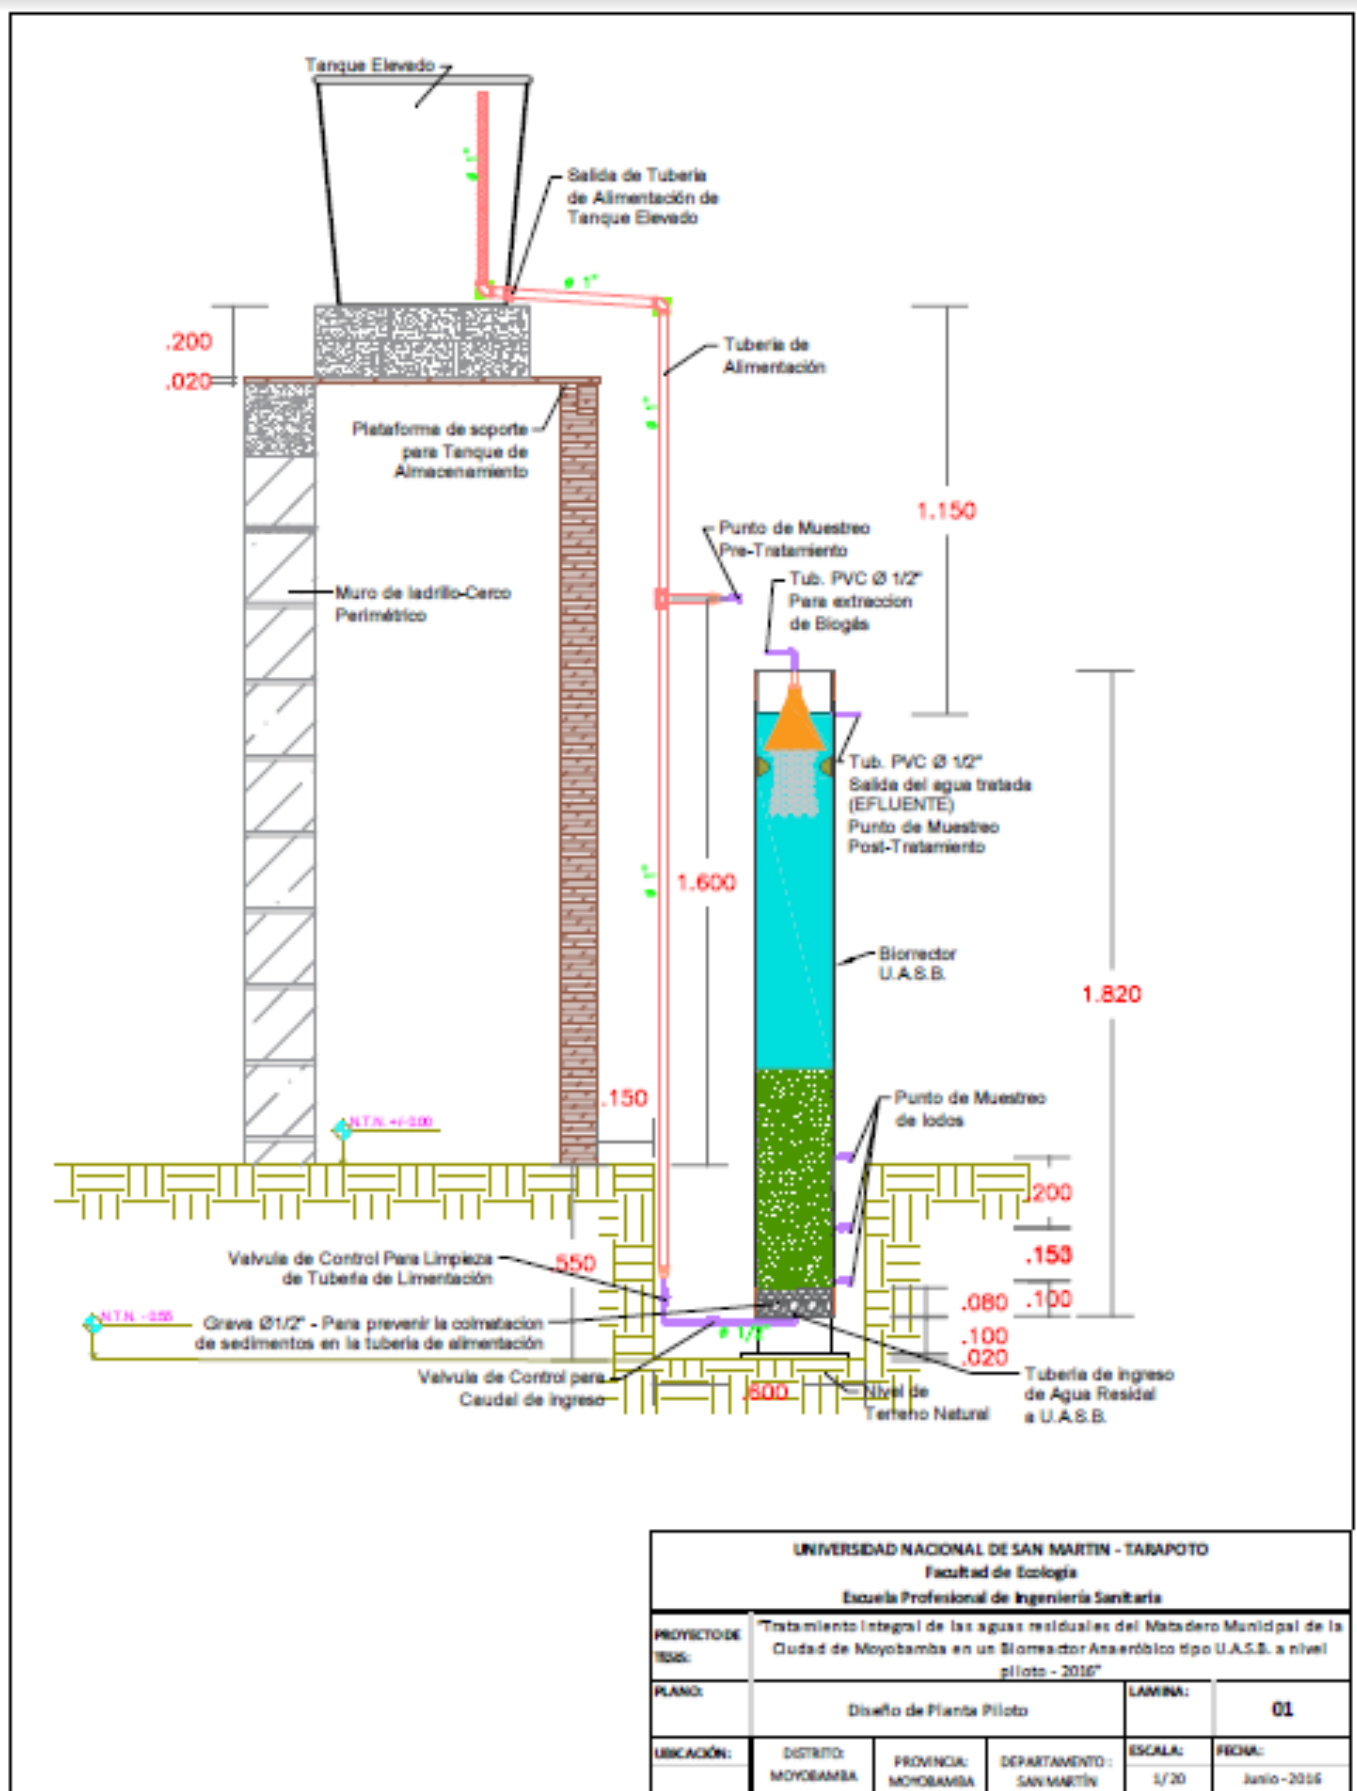 Tanque Elevado
ø 1"
Salida de Tubería
de Alimentación de
Tanque Elevado
ø 1"
.200
.020
Tubería de
Alimentación
ø 1"
Plataforma de soporte
para Tanque de
Almacenamiento
1.150
Punto de Muestreo
Pre-Tratamiento
Tub. PVC Ø 1/2"
Para extraccion
de Biogás
Muro de ladrillo-Cerco
Perimétrico
Tub. PVC Ø 1/2"
Salida del agua tratada
(EFLUENTE)
Punto de Muestreo
Post-Tratamiento
ø 1"
1.600
Biorrector
U.A.S.B.
1.820
.150
Punto de Muestreo
de lodos
N.T.N. +/-0.00
.200
Valvula de Control Para Limpieza
de Tubería de Limentación
.550
.150
.080
.100
N.T.N. -0.55
Grava Ø1/2" - Para prevenir la colmatacion
de sedimentos en la tubería de alimentación
ø 1/2"
.100
.020
Valvula de Control para
Caudal de ingreso
.600
Nivel de
Terreno Natural
Tubería de ingreso
de Agua Residal
a U.A.S.B.
UNIVERSIDAD NACIONAL DE SAN MARTIN - TARAPOTO
Facultad de Ecología
Escuela Profesional de Ingeniería Sanitaria
PROYECTO DE
TESIS:
"Tratamiento integral de las aguas residuales del Matadero Municipal de la
Ciudad de Moyobamba en un Biorreactor Anaeróbico tipo U.A.S.B. a nivel
piloto - 2016"
PLANO:
Diseño de Planta Piloto
LAMINA:
01
UBICACIÓN:
DISTRITO:
MOYOBAMBA
PROVINCIA:
MOYOBAMBA
DEPARTAMENTO:
SAN MARTÍN
ESCALA:
1/20
FECHA:
Junio -2016